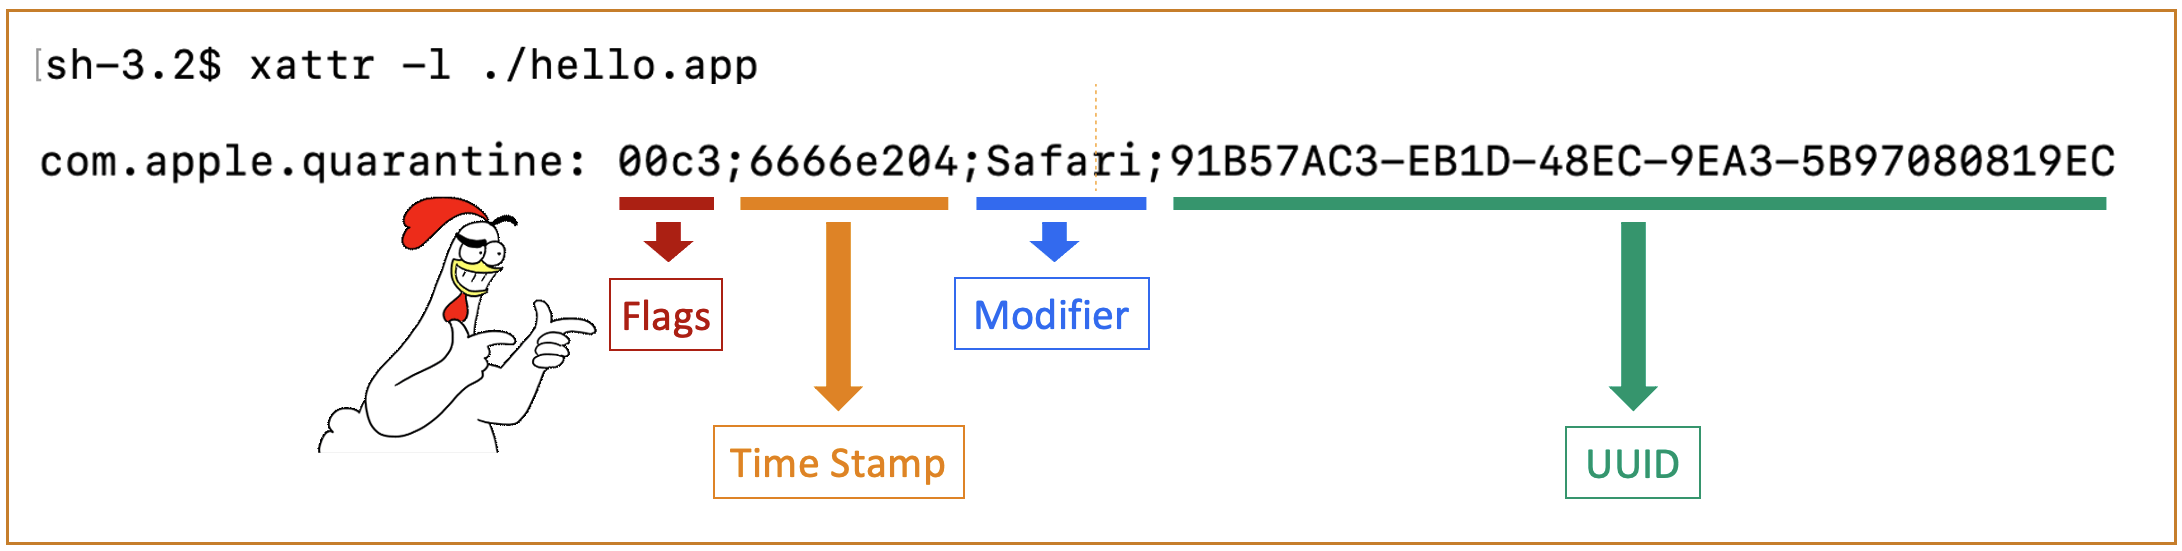 [sh-3.2$ xattr -l ./hello.app
com.apple.quarantine: 00c3;6666e204;Safari;91B57AC3-EB1D-48EC-9EA3-5B97080819EC
Flags
Modifier
Time Stamp
UUID